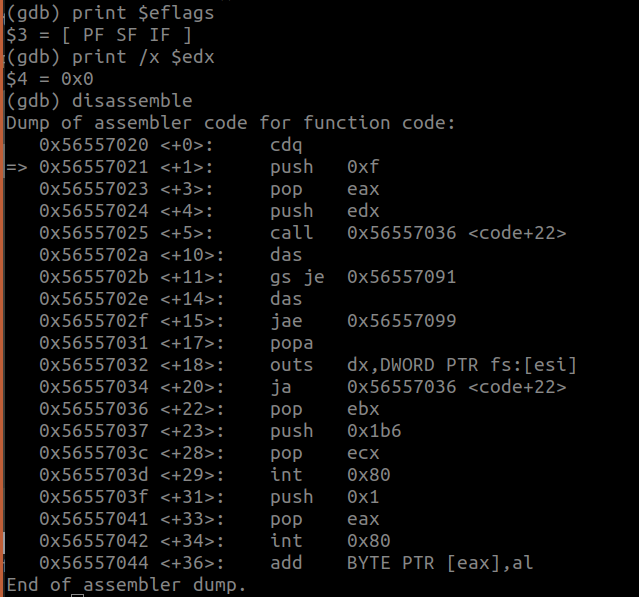 (gdb) print $eflags
$3 = [ PF SF IF ]
(gdb) print /x $edx
$4 = 0x0
(gdb) disassemble
Dump of assembler code for function code:
   0x56557020 <+0>:	cdq
=> 0x56557021 <+1>:	push   0xf
   0x56557023 <+3>:	pop    eax
   0x56557024 <+4>:	push   edx
   0x56557025 <+5>:	call   0x56557036 <code+22>
   0x5655702a <+10>:	das
   0x5655702b <+11>:	gs je  0x56557091
   0x5655702e <+14>:	das
   0x5655702f <+15>:	jae    0x56557099
   0x56557031 <+17>:	popa
   0x56557032 <+18>:	outs   dx,DWORD PTR fs:[esi]
   0x56557034 <+20>:	ja     0x56557036 <code+22>
   0x56557036 <+22>:	pop    ebx
   0x56557037 <+23>:	push   0x1b6
   0x5655703c <+28>:	pop    ecx
   0x5655703d <+29>:	int    0x80
   0x5655703f <+31>:	push   0x1
   0x56557041 <+33>:	pop    eax
   0x56557042 <+34>:	int    0x80
   0x56557044 <+36>:	add    BYTE PTR [eax],al
End of assembler dump.